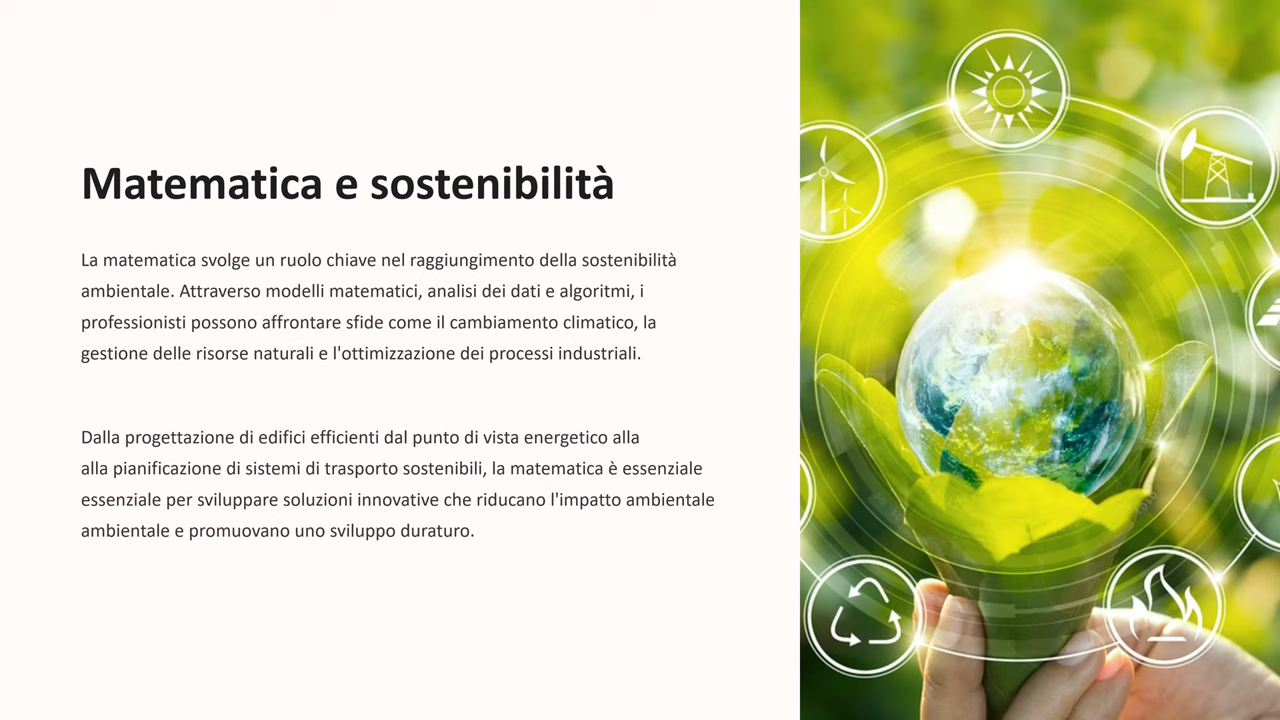 Matematica e sostenibilità
La matematica svolge un ruolo chiave nel raggiungimento della sostenibilità
ambientale. Attraverso modelli matematici, analisi dei dati e algoritmi, i
professionisti possono affrontare sfide come il cambiamento climatico, la
gestione delle risorse naturali e l'ottimizzazione dei processi industriali.
Dalla progettazione di edifici efficienti dal punto di vista energetico alla
alla pianificazione di sistemi di trasporto sostenibili, la matematica è essenziale
essenziale per sviluppare soluzioni innovative che riducano l'impatto ambientale
ambientale e promuovano uno sviluppo duraturo.